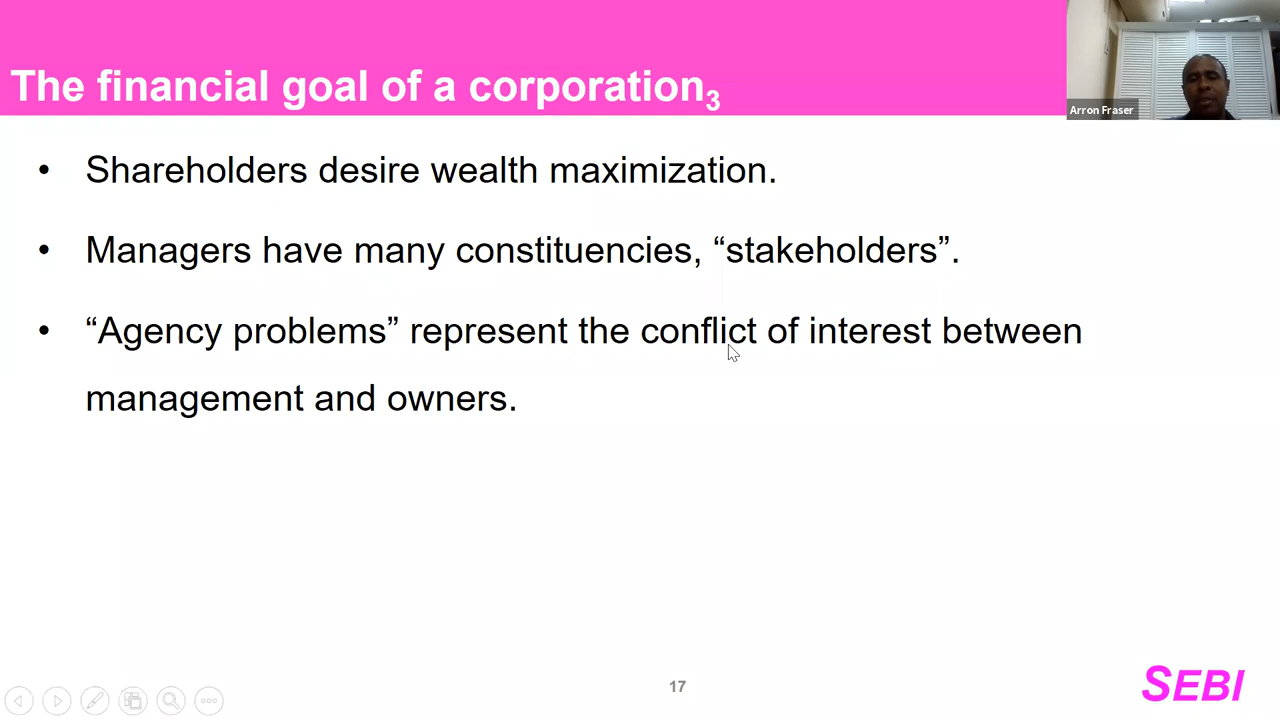 The financial goal of a corporation3
Arron Fraser
• Shareholders desire wealth maximization.
• Managers have many constituencies, “stakeholders”.
• “Agency problems” represent the conflict of interest between
management and owners.
17
SEBI